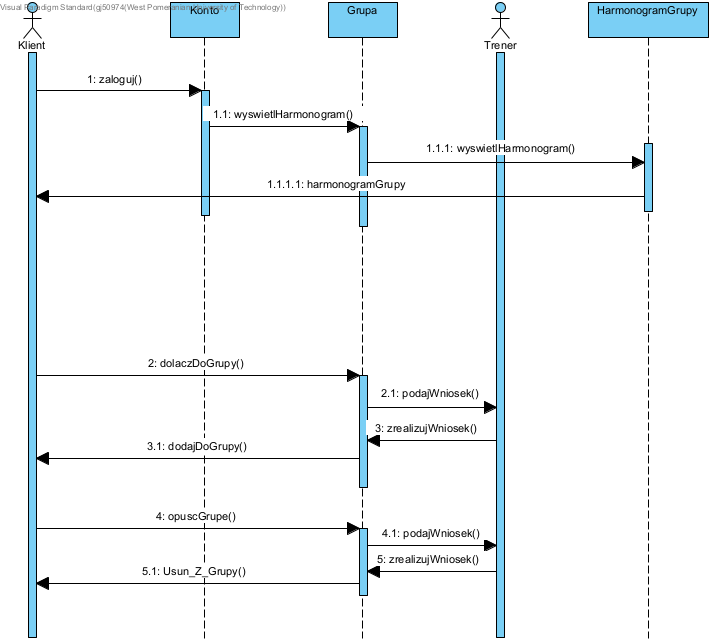 Visual Paradigm Standard(gj50974(West Pomeranian University of Technology))
Klient
Konto
Grupa
Trener
HarmonogramGrupy
1: zaloguj()
1.1: wyswietlHarmonogram()
1.1.1: wyswietlHarmonogram()
1.1.1.1: harmonogramGrupy
2: dolaczDoGrupy()
2.1: podajWniosek()
3: zrealizujWniosek()
3.1: dodajDoGrupy()
4: opuscGrupe()
4.1: podajWniosek()
5: zrealizujWniosek()
5.1: Usun_Z_Grupy()